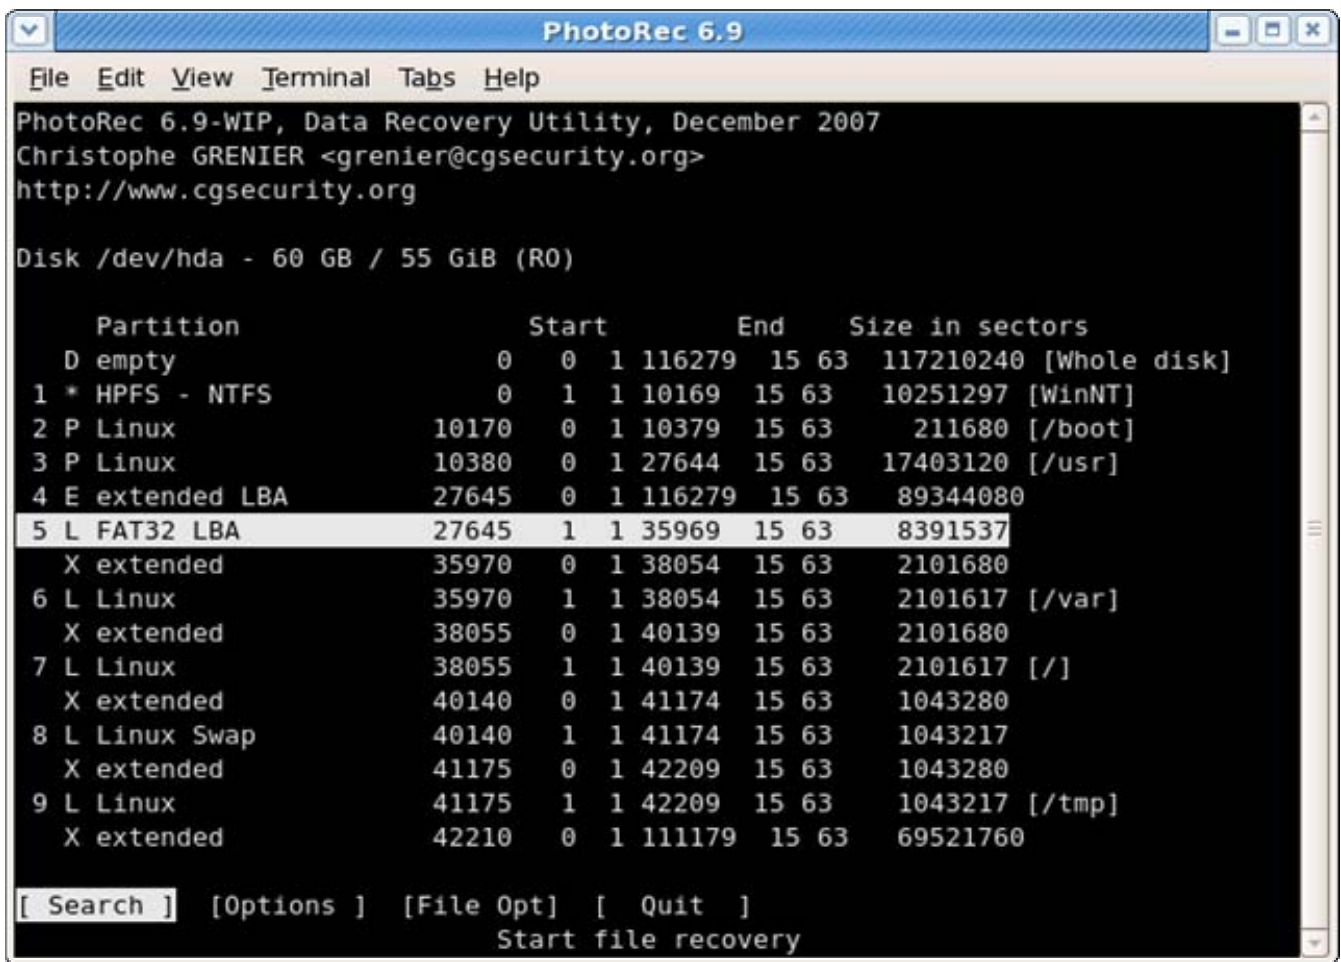 PhotoRec 6.9
File Edit View Terminal Tabs Help
PhotoRec 6.9-WIP, Data Recovery Utility, December 2007
Christophe GRENIER <grenier@cgsecurity.org>
http://www.cgsecurity.org
Disk /dev/hda - 60 GB / 55 GiB (RO)
Partition Start End Size in sectors
D empty 0 0 1 116279 15 63 117210240 [Whole disk]
1 * HPFS - NTFS 0 1 1 10169 15 63 10251297 [WinNT]
2 P Linux 10170 0 1 10379 15 63 211680 [/boot]
3 P Linux 10380 0 1 27644 15 63 17403120 [/usr]
4 E extended LBA 27645 0 1 116279 15 63 89344080
5 L FAT32 LBA 27645 1 1 35969 15 63 8391537
X extended 35970 0 1 38054 15 63 2101680
6 L Linux 35970 1 1 38054 15 63 2101617 [/var]
X extended 38055 0 1 40139 15 63 2101680
7 L Linux 38055 1 1 40139 15 63 2101617 [/]
X extended 40140 0 1 41174 15 63 1043280
8 L Linux Swap 40140 1 1 41174 15 63 1043217
X extended 41175 0 1 42209 15 63 1043280
9 L Linux 41175 1 1 42209 15 63 1043217 [/tmp]
X extended 42210 0 1 111179 15 63 69521760
[ Search ] [Options ] [File Opt] [ Quit ]
Start file recovery